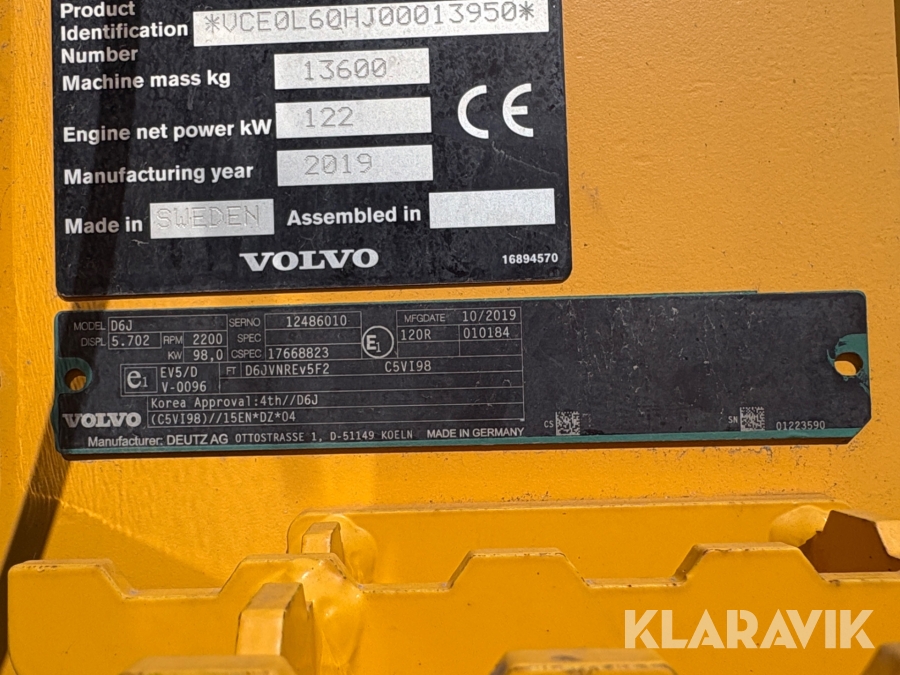 Product
Identification *VCE0L60HJ00013950*
Number
Machine mass kg 13600
Engine net power kW 122
Manufacturing year 2019
Made in SWEDEN Assembled in
VOLVO 16894570
MODEL D6J SERNO 12486010 MFGDATE 10/2019
DISPL 5.702 RPM 2200 SPEC E1 120R 010184
KW 98,0 CSPEC 17668823
e1 EV5/D FT D6JVNREv5F2 C5VI98
V-0096
Korea Approval:4th//D6J
VOLVO (C5VI98)//15EN*DZ*04
Manufacturer: DEUTZ AG OTTOSTRASSE 1, D-51149 KOELN MADE IN GERMANY CS SN 01223590
KLARAVIK